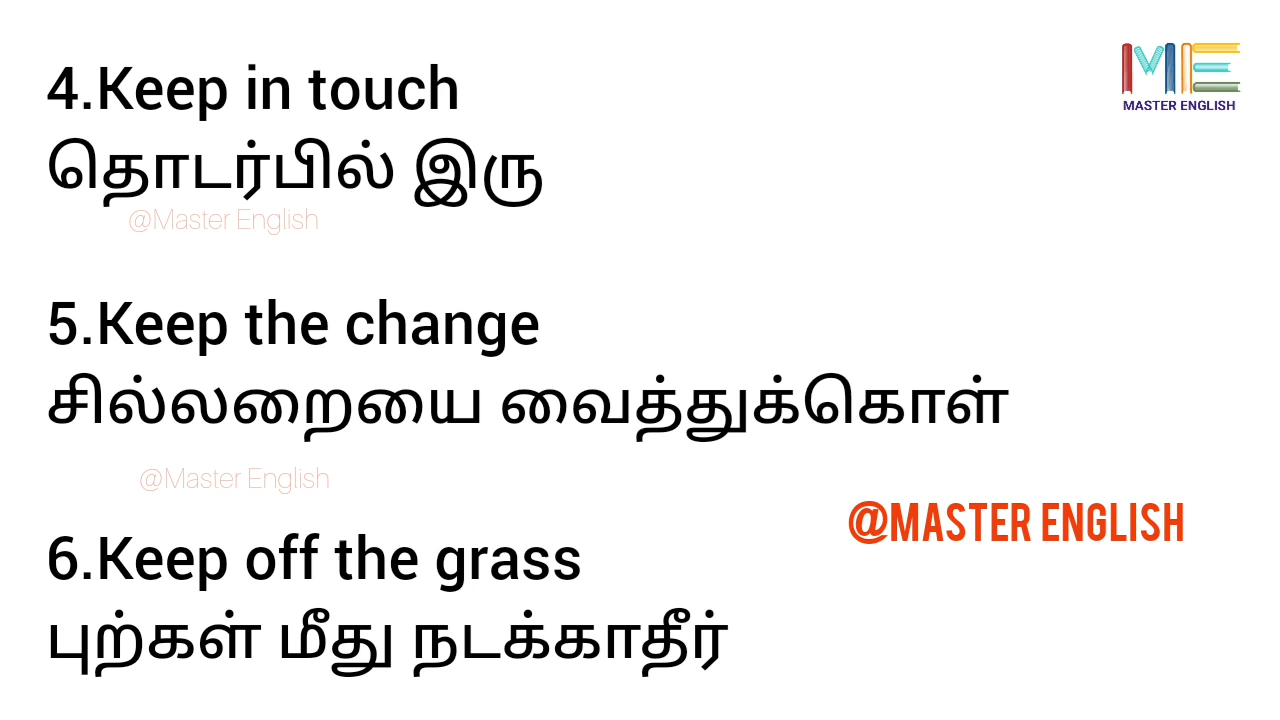 4.Keep in touch
தொடர்பில் இரு
@Master English
5.Keep the change
சில்லறையை வைத்துக்கொள்
@Master English
6.Keep off the grass
புற்கள் மீது நடக்காதீர்
@MASTER ENGLISH
ME
MASTER ENGLISH